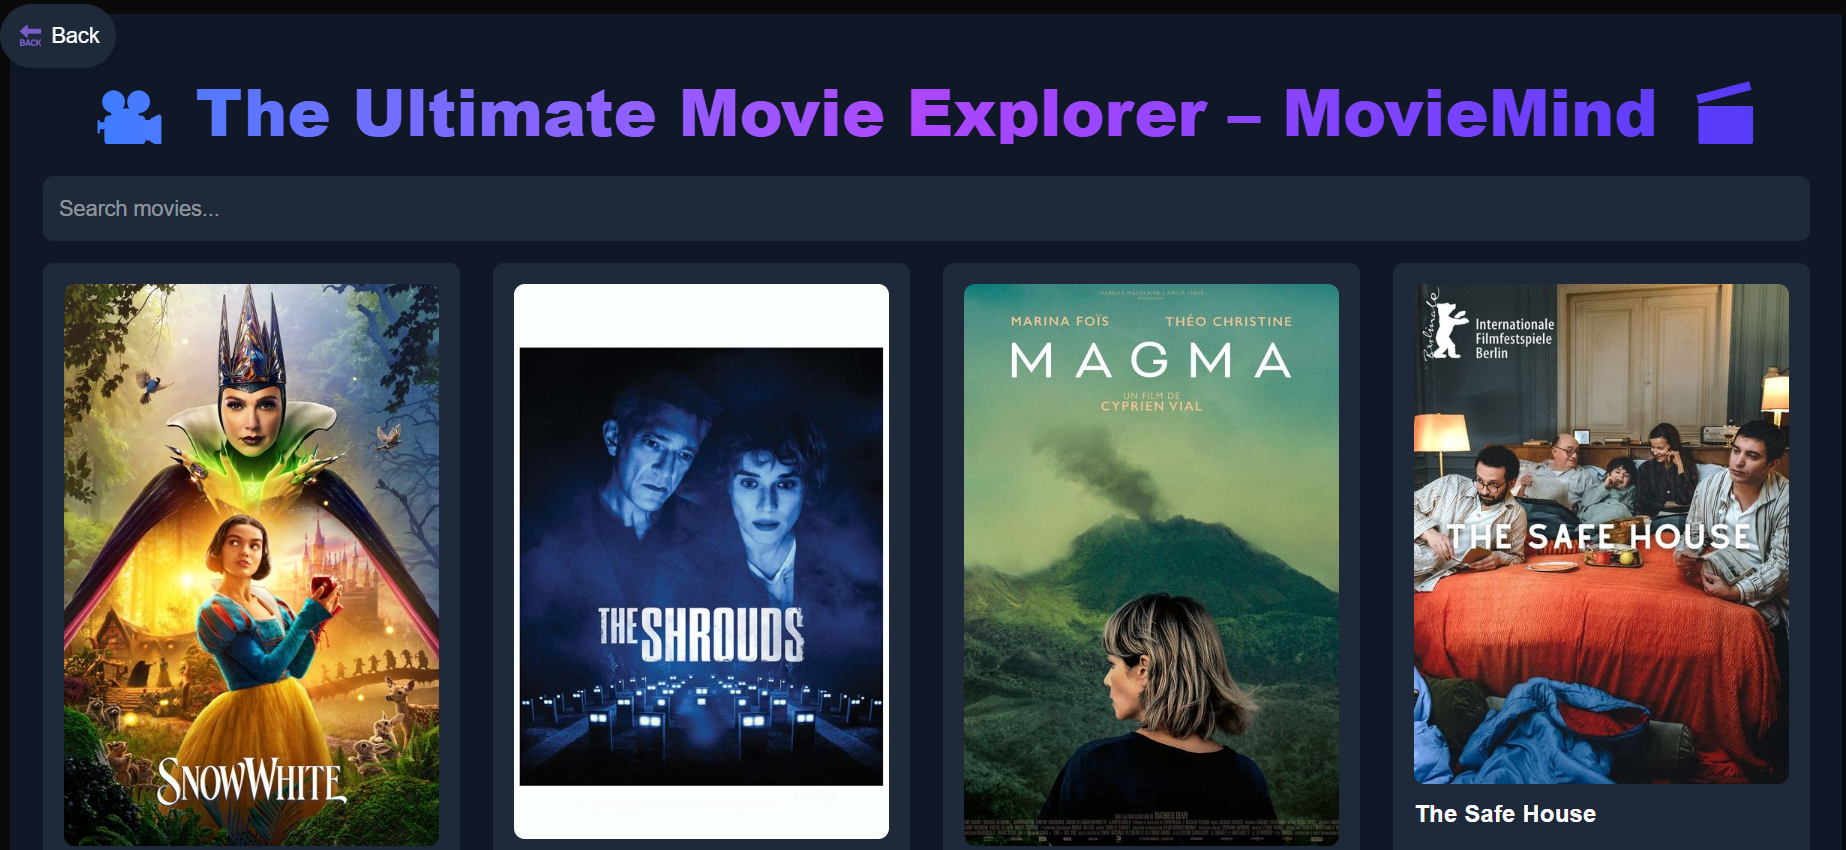 BACK Back
The Ultimate Movie Explorer – MovieMind
Search movies...
SNOW WHITE
THE SHROUDS
MARINA FOÏS THÉO CHRISTINE
MAGMA
UN FILM DE
CYPRIEN VIAL
Berlinale
Internationale
Filmfestspiele
Berlin
THE SAFE HOUSE
The Safe House